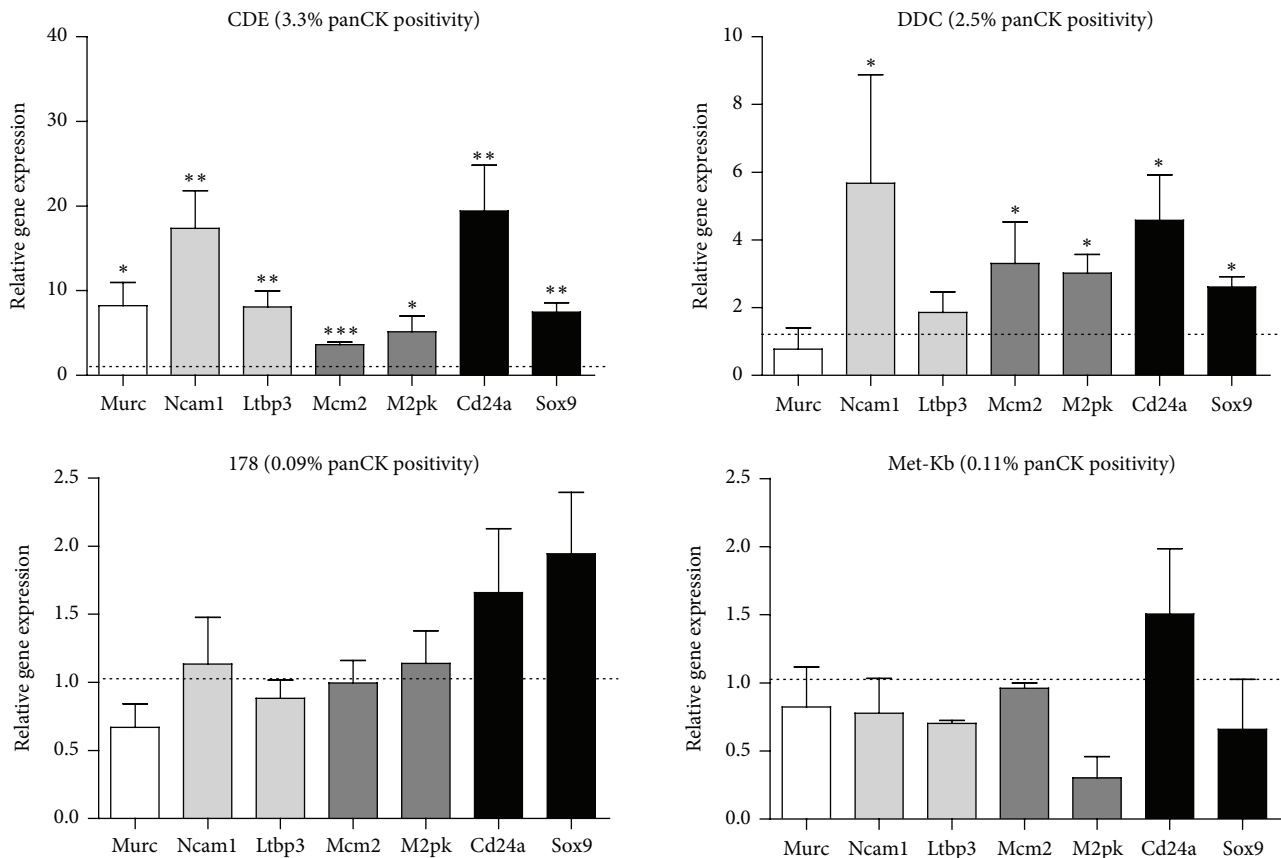 CDE (3.3% panCK positivity)
Relative gene expression
40
30
20
10
0
*
**
**
***
*
**
**
Murc Ncam1 Ltbp3 Mcm2 M2pk Cd24a Sox9
DDC (2.5% panCK positivity)
Relative gene expression
10
8
6
4
2
0
*
*
*
*
*
Murc Ncam1 Ltbp3 Mcm2 M2pk Cd24a Sox9
178 (0.09% panCK positivity)
Relative gene expression
2.5
2.0
1.5
1.0
0.5
0.0
Murc Ncam1 Ltbp3 Mcm2 M2pk Cd24a Sox9
Met-Kb (0.11% panCK positivity)
Relative gene expression
2.5
2.0
1.5
1.0
0.5
0.0
Murc Ncam1 Ltbp3 Mcm2 M2pk Cd24a Sox9